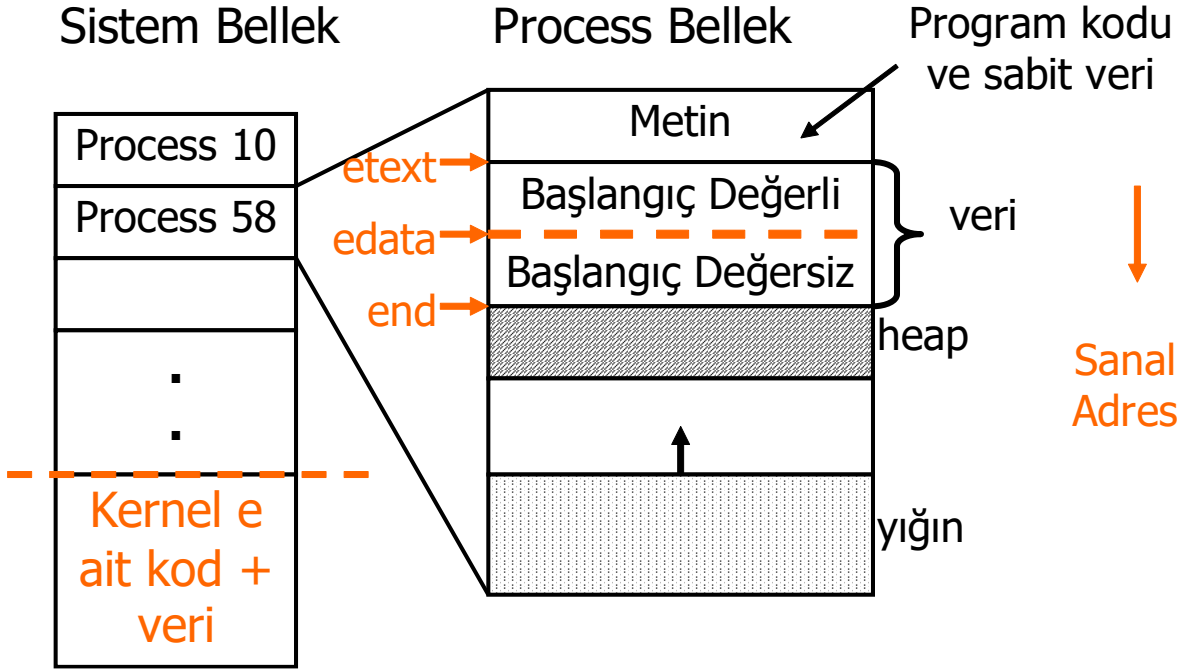 Sistem Bellek
Process Bellek
Program kodu
ve sabit veri
Process 10
Process 58
.
.
Kernel e
ait kod +
veri
Metin
etext
Başlangıç Değerli
edata
Başlangıç Değersiz
end
veri
heap
yığın
Sanal
Adres